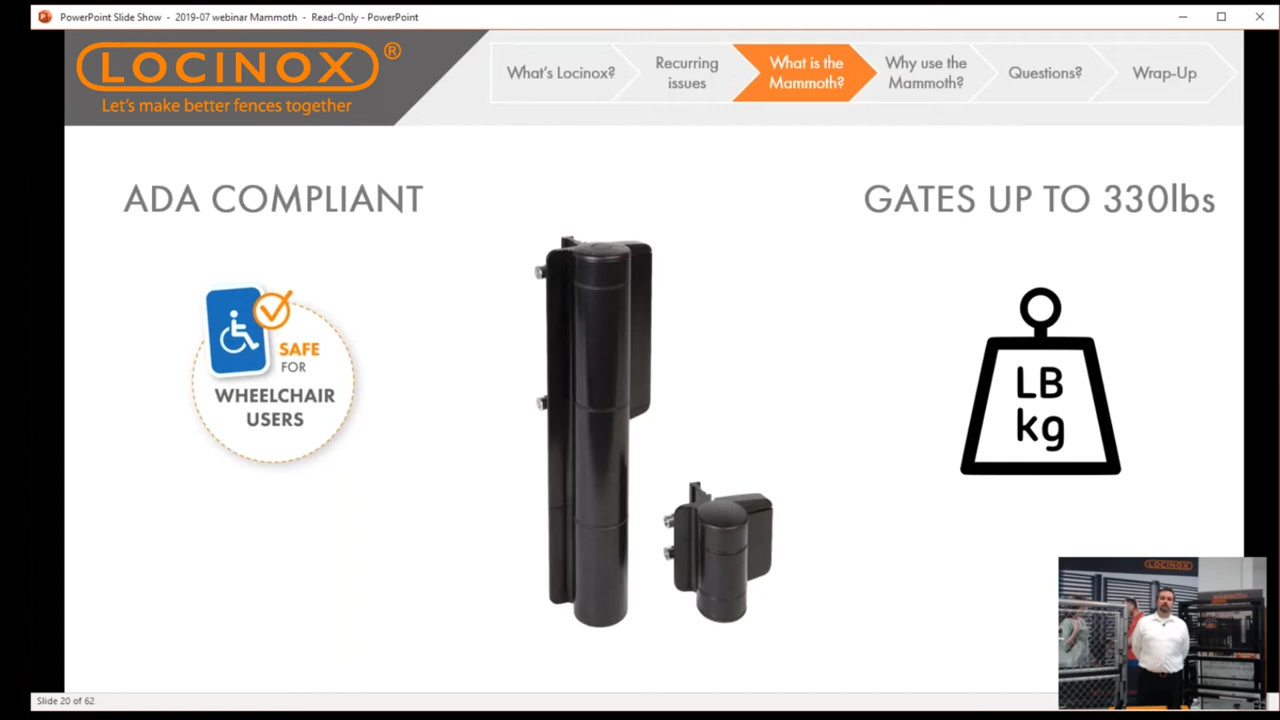 PowerPoint Slide Show - 2019-07 webinar Mammoth - Read-Only - PowerPoint
LOCINOX®
Let's make better fences together
What's Locinox?
Recurring
issues
What is the
Mammoth?
Why use the
Mammoth?
Questions?
Wrap-Up
ADA COMPLIANT
GATES UP TO 330lbs
SAFE
FOR
WHEELCHAIR
USERS
LB
kg
LOCINOX
MAMMOTH
Slide 20 of 62